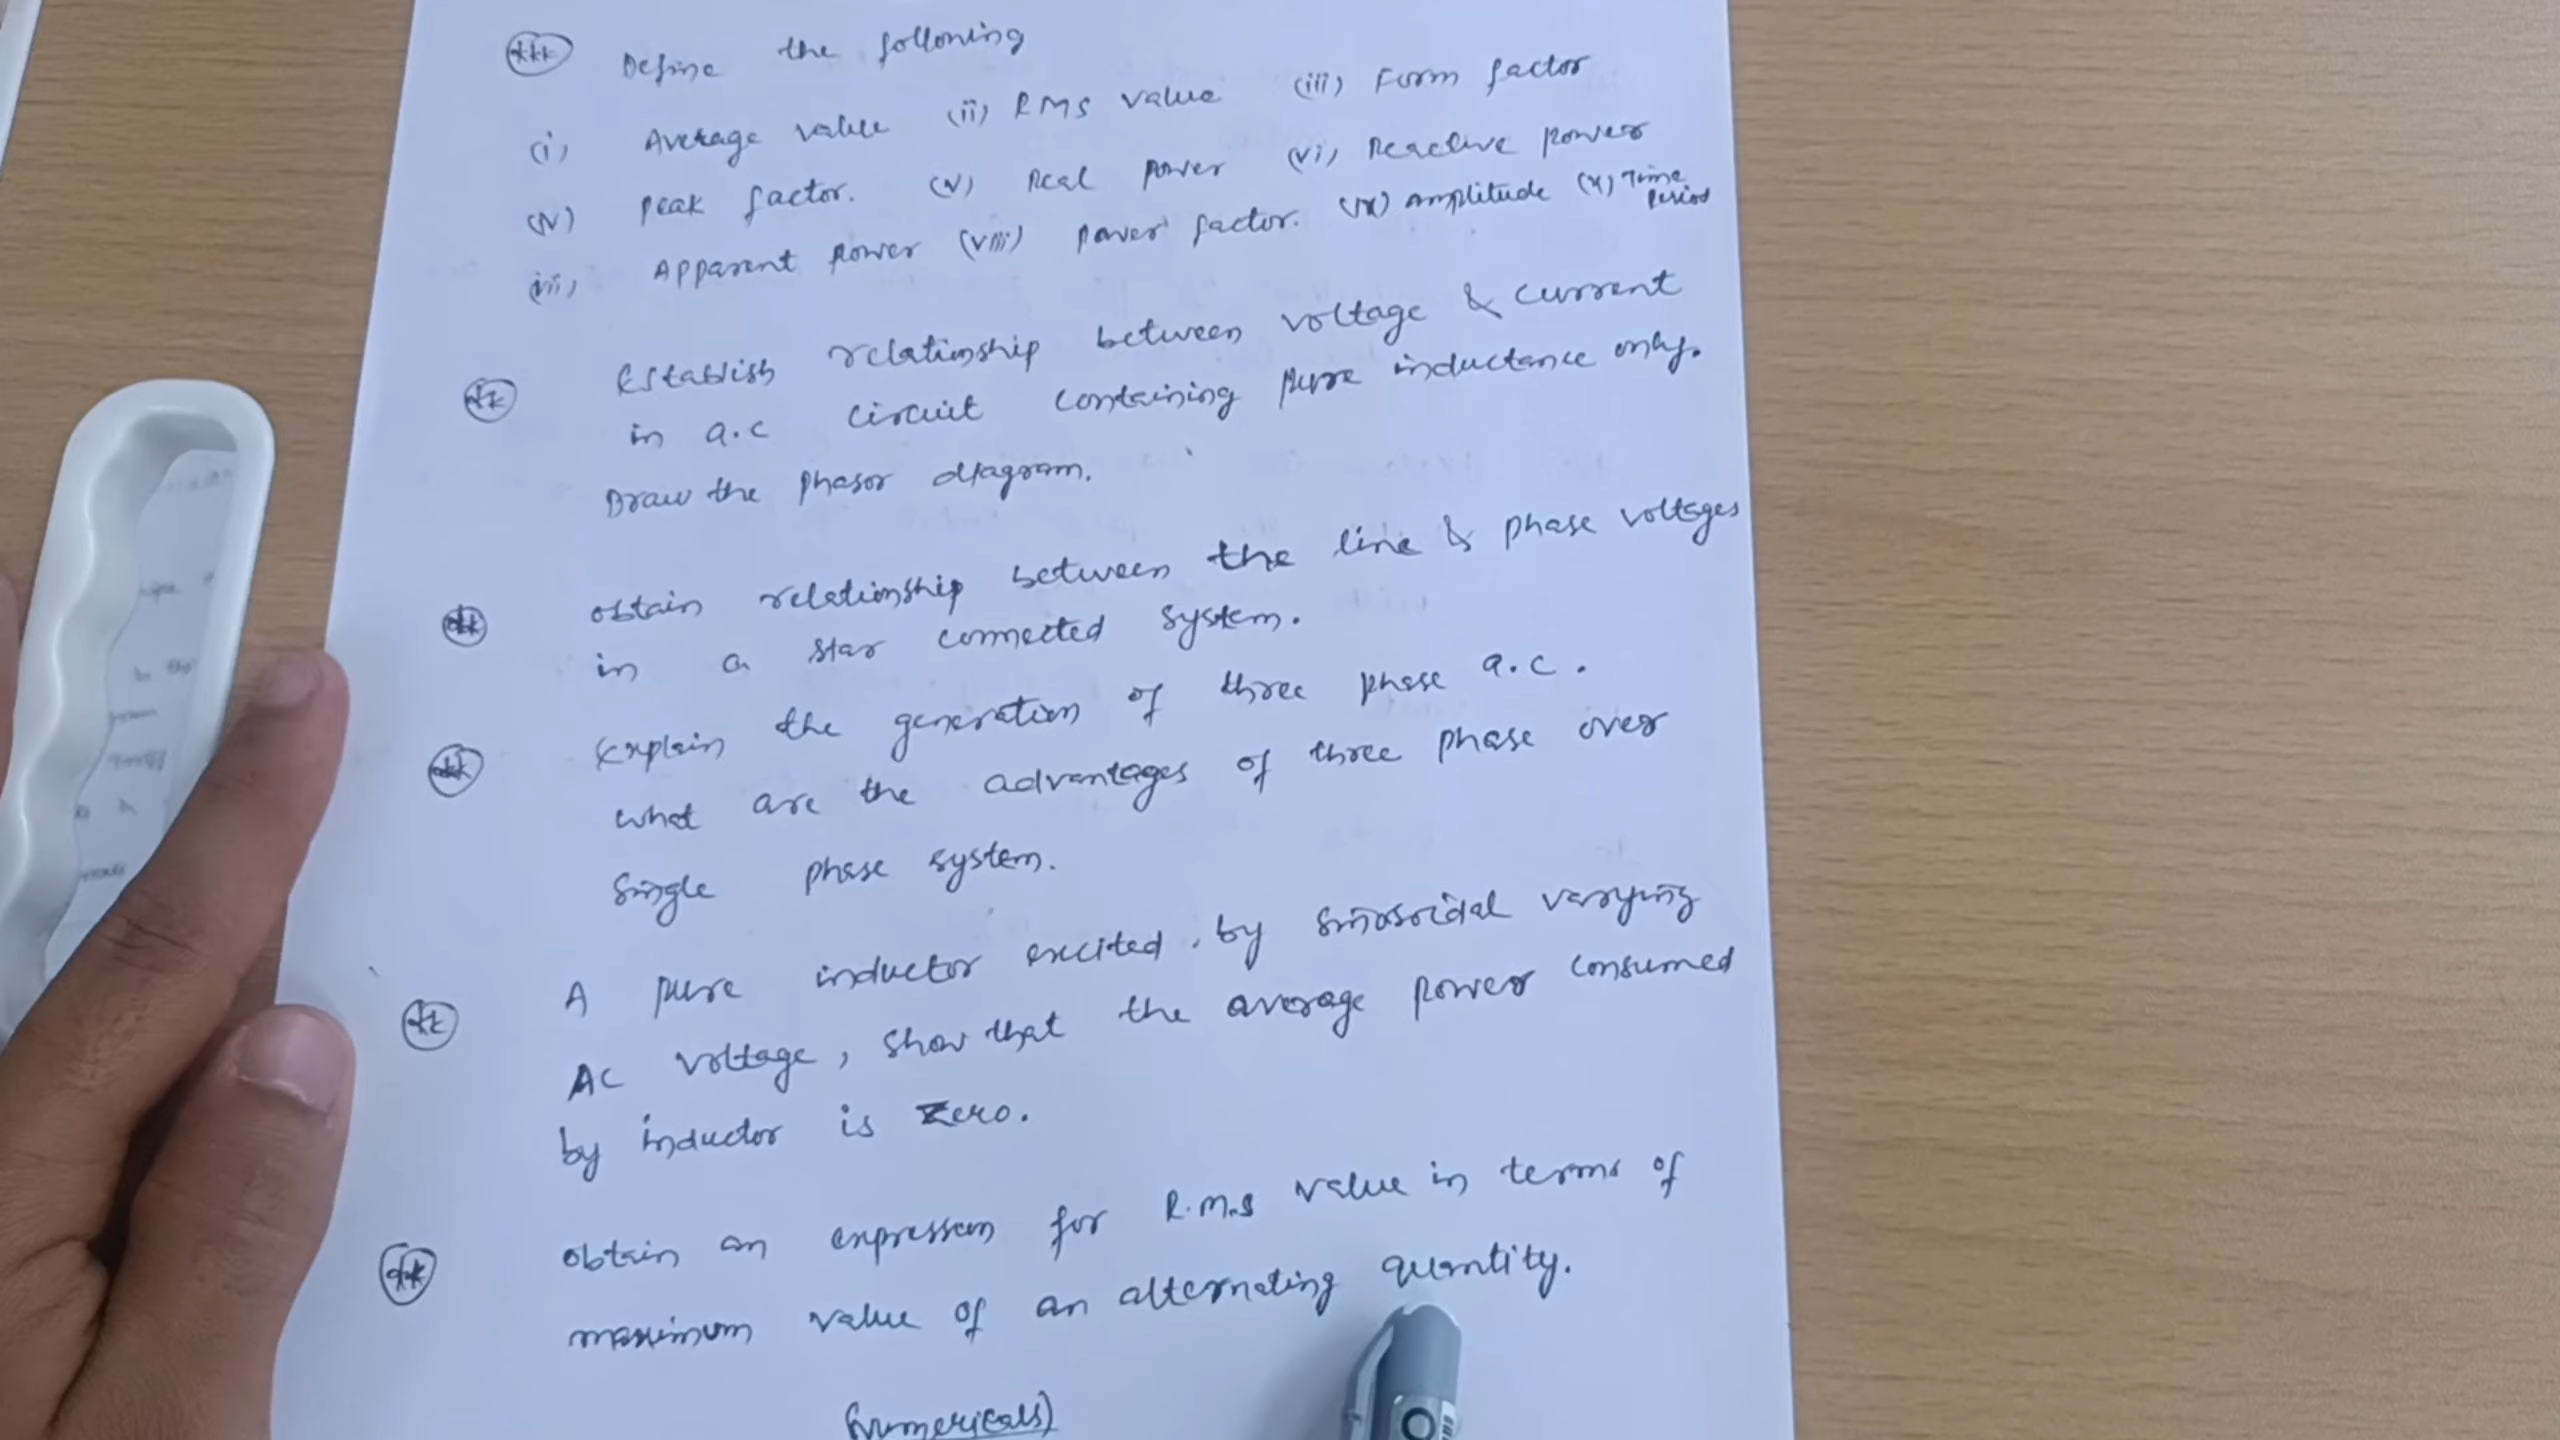 *** Define the following
(i) Average value (ii) RMS value (iii) Form factor
(iv) peak factor. (v) Real power (vi) Reactive power
(vii) Apparent power (viii) power factor. (ix) amplitude (x) Time period
** Establish relationship between voltage & current
in a.c circuit containing pure inductance only.
Draw the phasor diagram.
** obtain relationship between the line & phase voltages
in a star connected system.
** Explain the generation of three phase a.c.
what are the advantages of three phase over
single phase system.
** A pure inductor excited by sinosoidal varying
AC voltage, show that the average power consumed
by inductor is zero.
** obtain an expression for R.M.S value in terms of
maximum value of an alternating quantity.
(Numericals)